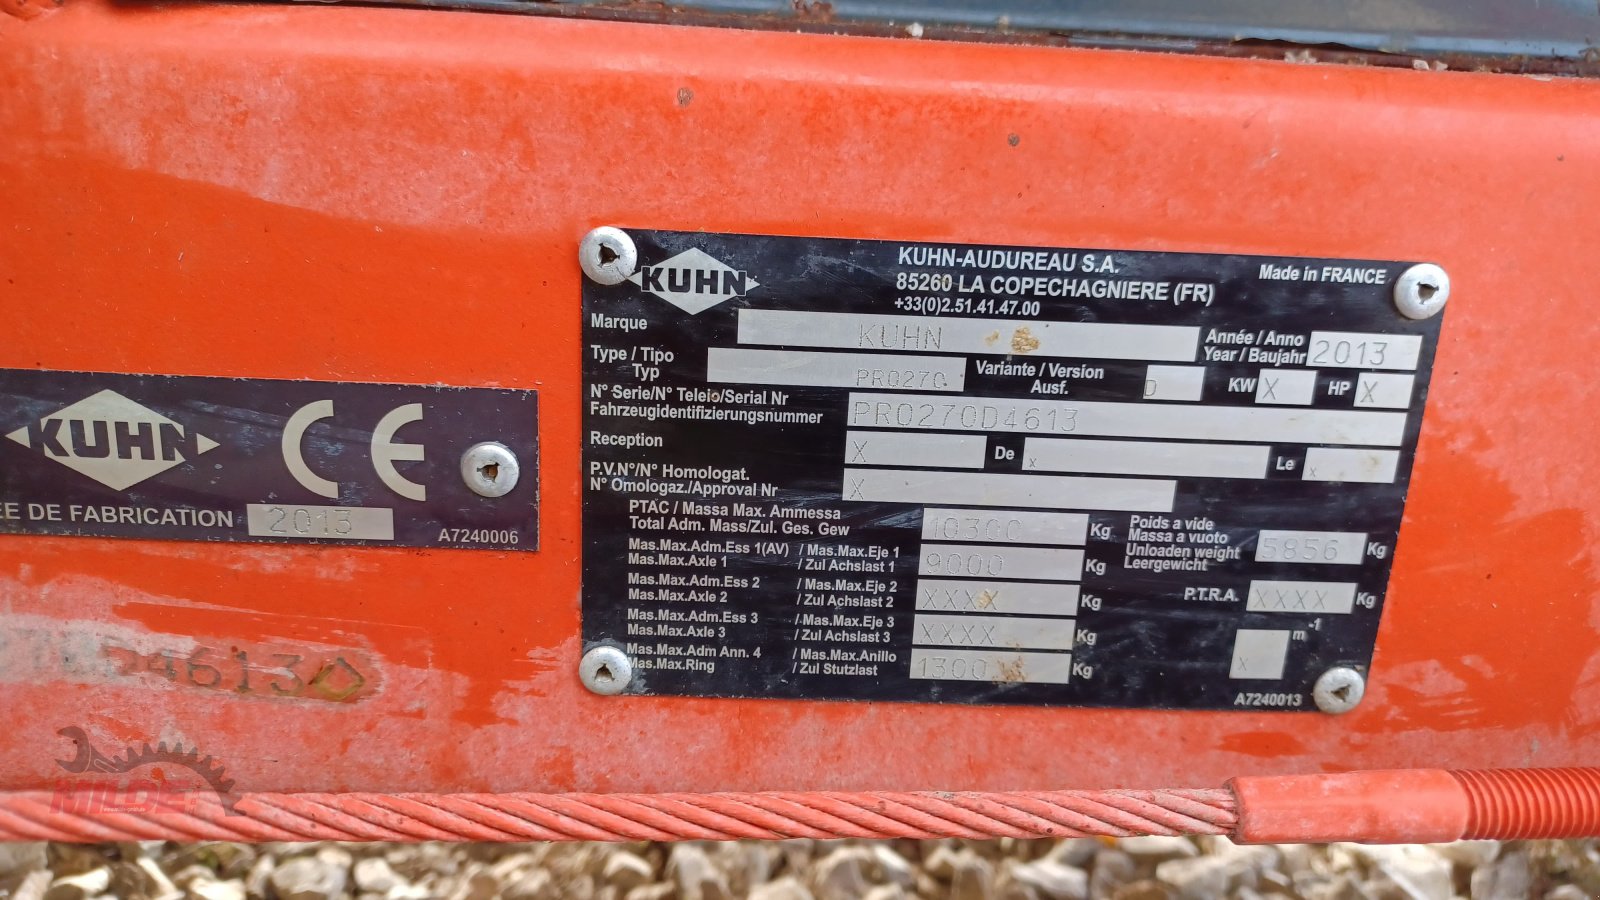 KUHN
CE
ÉE DE FABRICATION 2013
A7240006
D4613
KUHN
KUHN-AUDUREAU S.A.
85260 LA COPECHAGNIERE (FR)
+33(0)2.51.41.47.00
Made in FRANCE
Marque KUHN
Année / Anno
Year / Baujahr 2013
Type / Tipo
Typ PRO270
Variante / Version
Ausf. D
KW X HP X
N° Serie/N° Teleio/Serial Nr
Fahrzeugidentifizierungsnummer PRO270D4613
Reception X De x Le x
P.V.N°/N° Homologat.
N° Omologaz./Approval Nr X
PTAC / Massa Max. Ammessa
Total Adm. Mass/Zul. Ges. Gew 10300 Kg
Poids a vide
Massa a vuoto
Unloaden weight
Leergewicht 5856 Kg
Mas.Max.Adm.Ess 1(AV) / Mas.Max.Eje 1
Mas.Max.Axle 1 / Zul Achslast 1 9000 Kg
Mas.Max.Adm.Ess 2 / Mas.Max.Eje 2
Mas.Max.Axle 2 / Zul Achslast 2 XXXX Kg
P.T.R.A. XXXX Kg
Mas.Max.Adm.Ess 3 / Mas.Max.Eje 3
Mas.Max.Axle 3 / Zul Achslast 3 XXXX Kg
x m-1
Mas.Max.Adm Ann. 4 / Mas.Max.Anillo
Mas.Max.Ring / Zul Stutzlast 1300 Kg
A7240013
MILOE